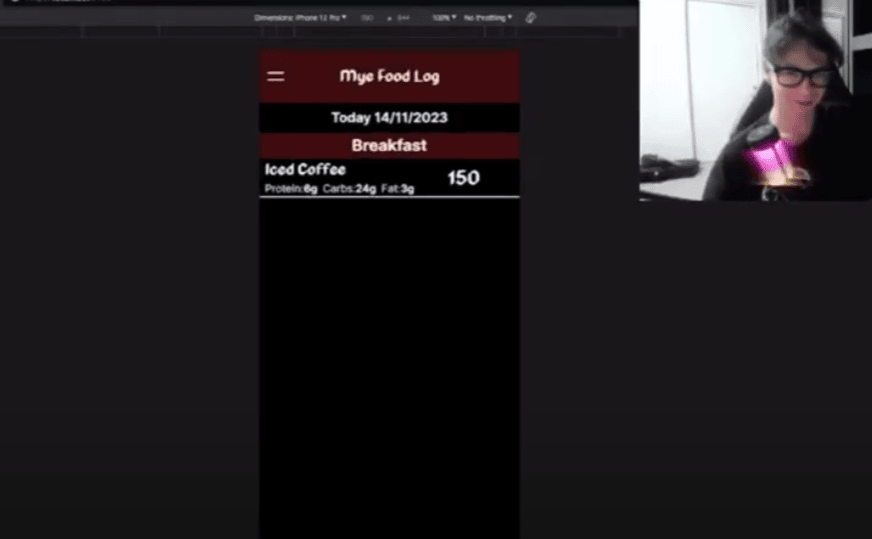 Dimensions: iPhone 12 Pro 390 x 844 100% No throttling
Mye Food Log
Today 14/11/2023
Breakfast
Iced Coffee
150
Protein:6g Carbs:24g Fat:3g